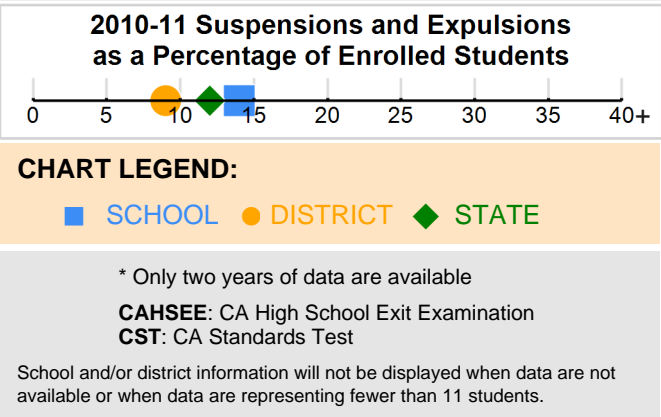 2010-11 Suspensions and Expulsions
as a Percentage of Enrolled Students
0 5 10 15 20 25 30 35 40+
CHART LEGEND:
SCHOOL DISTRICT STATE
* Only two years of data are available
CAHSEE: CA High School Exit Examination
CST: CA Standards Test
School and/or district information will not be displayed when data are not
available or when data are representing fewer than 11 students.